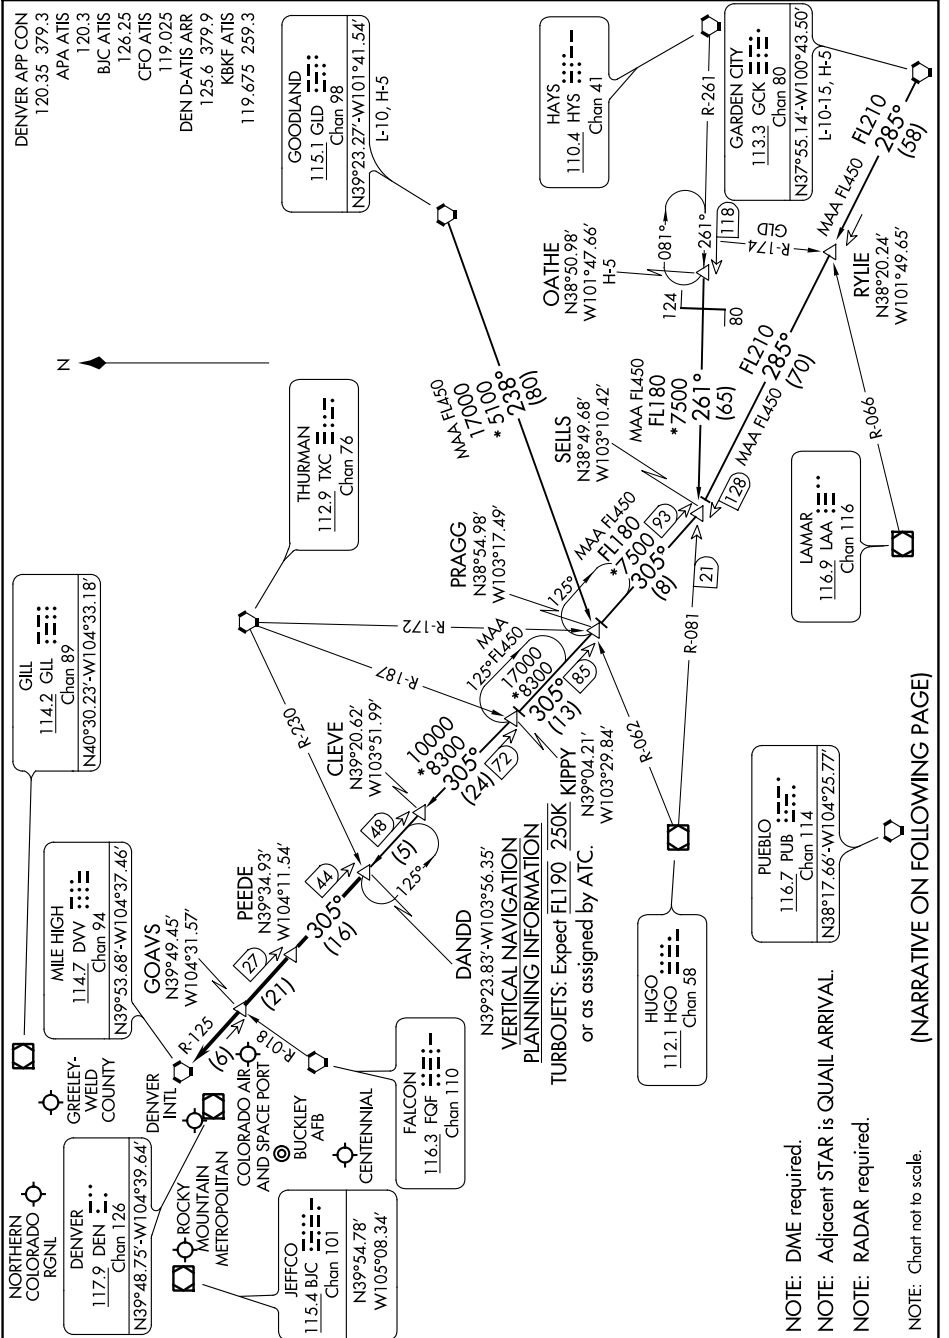 DENVER APP CON
120.35 379.3
APA ATIS
120.3
BJC ATIS
126.25
CFO ATIS
119.025
DEN D-ATIS ARR
125.6 379.9
KBKF ATIS
119.675 259.3
NORTHERN
COLORADO
RGNL
GREELEY-
WELD
COUNTY
GILL
114.2 GLL
Chan 89
N40°30.23′-W104°33.18′
DENVER
117.9 DEN
Chan 126
N39°48.75′-W104°39.64′
MILE HIGH
114.7 DVV
Chan 94
N39°53.68′-W104°37.46′
DENVER
INTL
ROCKY
MOUNTAIN
METROPOLITAN
COLORADO AIR
AND SPACE PORT
BUCKLEY
AFB
CENTENNIAL
JEFFCO
115.4 BJC
Chan 101
N39°54.78′
W105°08.34′
FALCON
116.3 FQF
Chan 110
R-018
R-125
(6)
GOAVS
N39°49.45′
W104°31.57′
(21)
27
PEEDE
N39°34.93′
W104°11.54′
305°
(16)
44
DANDD
N39°23.83′-W103°56.35′
125°
(5)
48
CLEVE
N39°20.62′
W103°51.99′
10000
*8300
305°
(24)
72
KIPPY
N39°04.21′
W103°29.84′
125°
MAA
FL450
17000
*8300
305°
(13)
85
PRAGG
N38°54.98′
W103°17.49′
125°
MAA FL450
FL180
*7500
305°
(8)
93
SELLS
N38°49.68′
W103°10.42′
THURMAN
112.9 TXC
Chan 76
R-230
R-187
R-172
N
GOODLAND
115.1 GLD
Chan 98
N39°23.27′-W101°41.54′
L-10, H-5
MAA FL450
17000
*5100
238°
(80)
HAYS
110.4 HYS
Chan 41
R-261
OATHE
N38°50.98′
W101°47.66′
H-5
081°
261°
118
124
80
MAA FL450
FL180
*7500
261°
(65)
R-174
GLD
GARDEN CITY
113.3 GCK
Chan 80
N37°55.14′-W100°43.50′
L-10-15, H-5
MAA FL450
FL210
285°
(58)
RYLIE
N38°20.24′
W101°49.65′
MAA FL450
FL210
285°
(70)
128
R-066
LAMAR
116.9 LAA
Chan 116
R-081
21
R-062
HUGO
112.1 HGO
Chan 58
PUEBLO
116.7 PUB
Chan 114
N38°17.66′-W104°25.77′
VERTICAL NAVIGATION
PLANNING INFORMATION
TURBOJETS: Expect FL190 250K
or as assigned by ATC.
NOTE: DME required.
NOTE: Adjacent STAR is QUAIL ARRIVAL.
NOTE: RADAR required.
NOTE: Chart not to scale.
(NARRATIVE ON FOLLOWING PAGE)